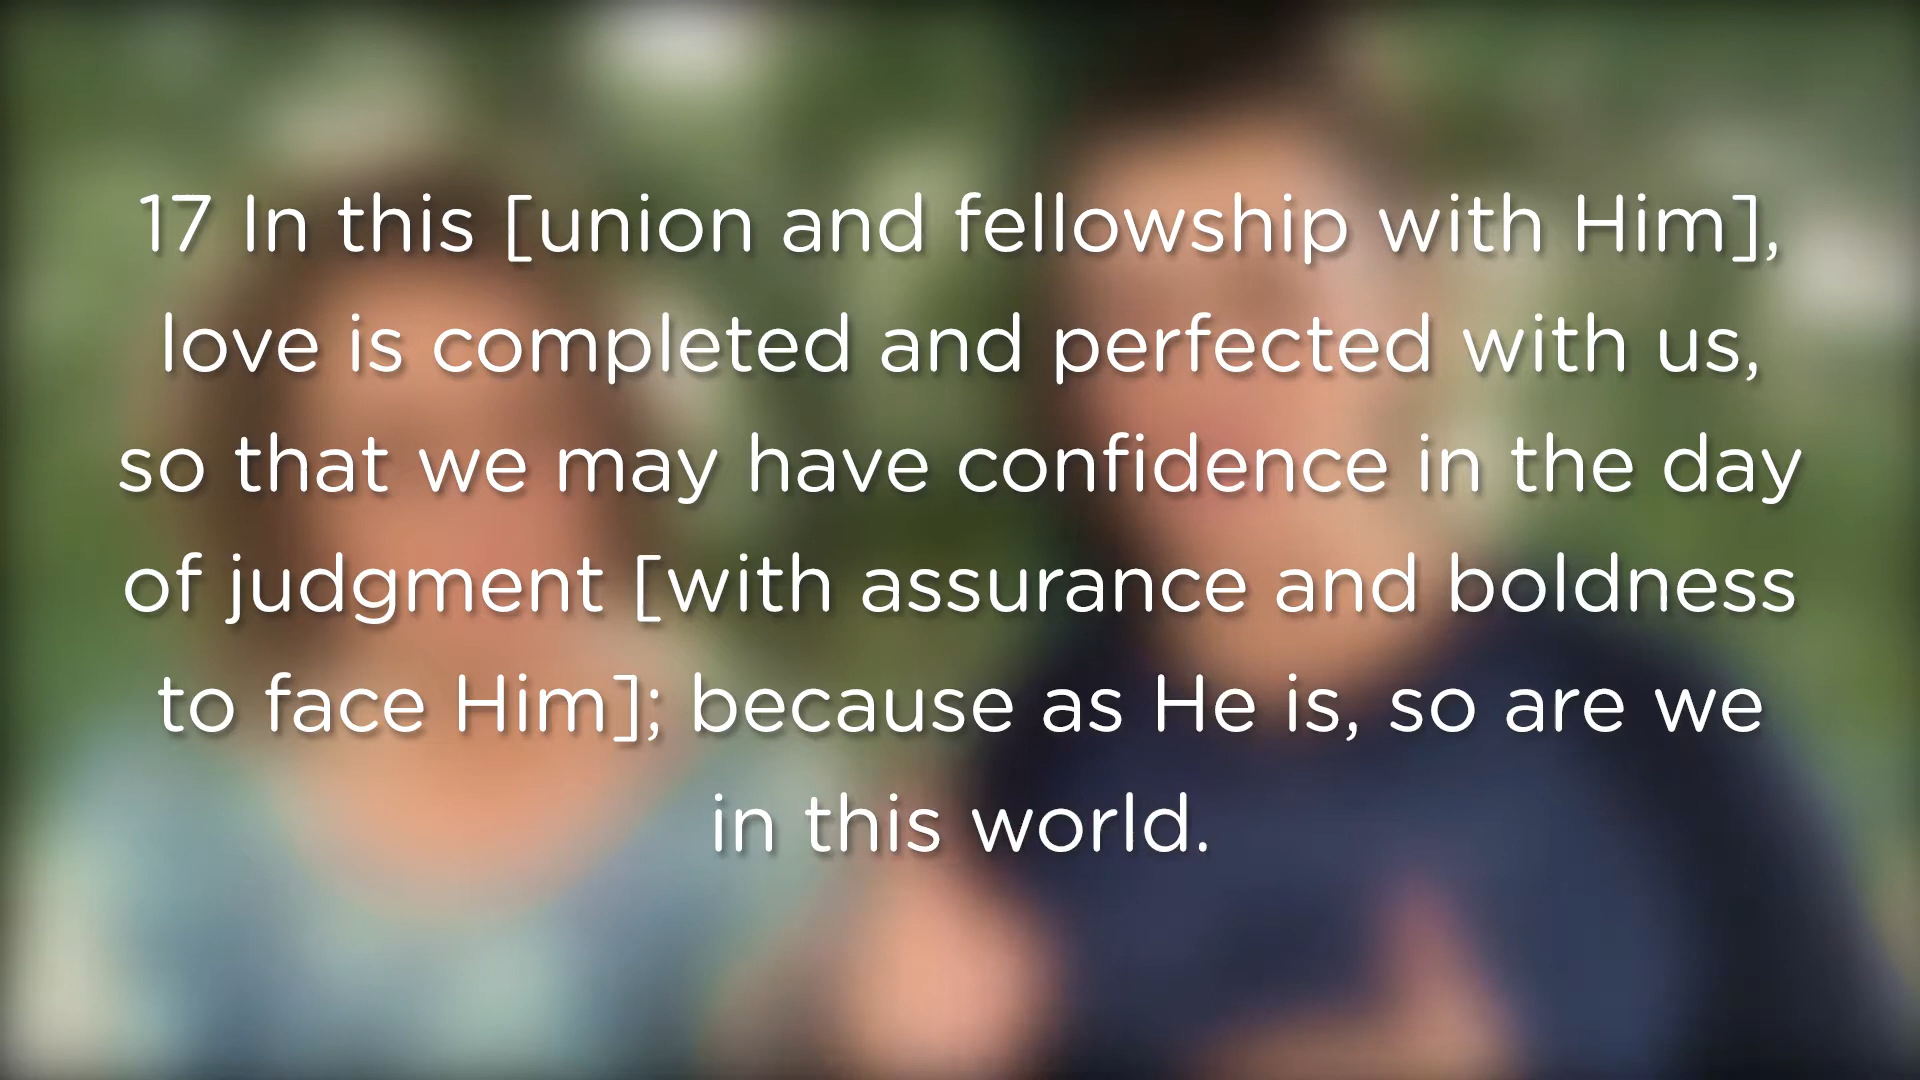 17 In this [union and fellowship with Him],
love is completed and perfected with us,
so that we may have confidence in the day
of judgment [with assurance and boldness
to face Him]; because as He is, so are we
in this world.